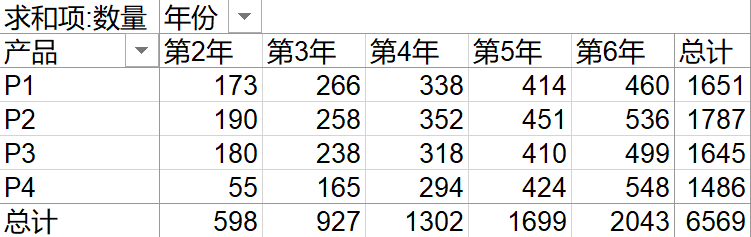 求和项:数量 年份
产品 第2年 第3年 第4年 第5年 第6年 总计
P1 173 266 338 414 460 1651
P2 190 258 352 451 536 1787
P3 180 238 318 410 499 1645
P4 55 165 294 424 548 1486
总计 598 927 1302 1699 2043 6569